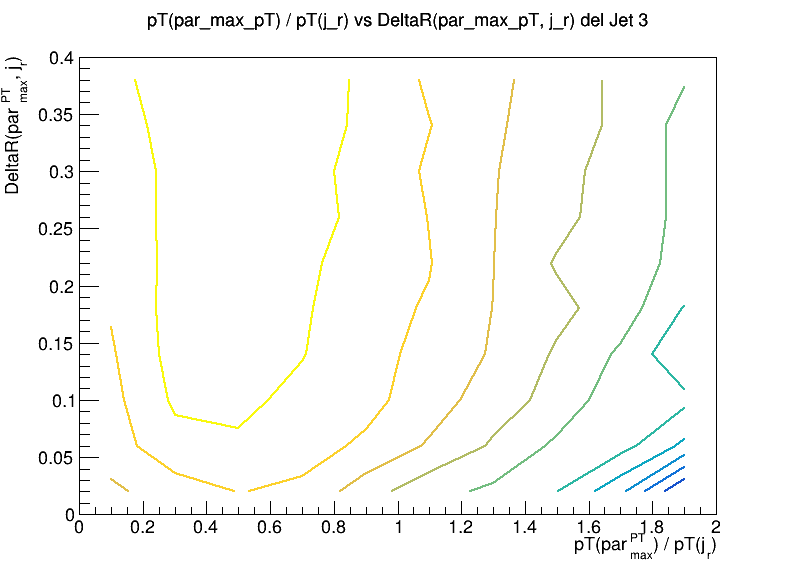 pT(par_max_pT) / pT(j_r) vs DeltaR(par_max_pT, j_r) del Jet 3
DeltaR(par^PT_max, j_r)
0.4
0.35
0.3
0.25
0.2
0.15
0.1
0.05
0
0 0.2 0.4 0.6 0.8 1 1.2 1.4 1.6 1.8 2
pT(par^PT_max) / pT(j_r)